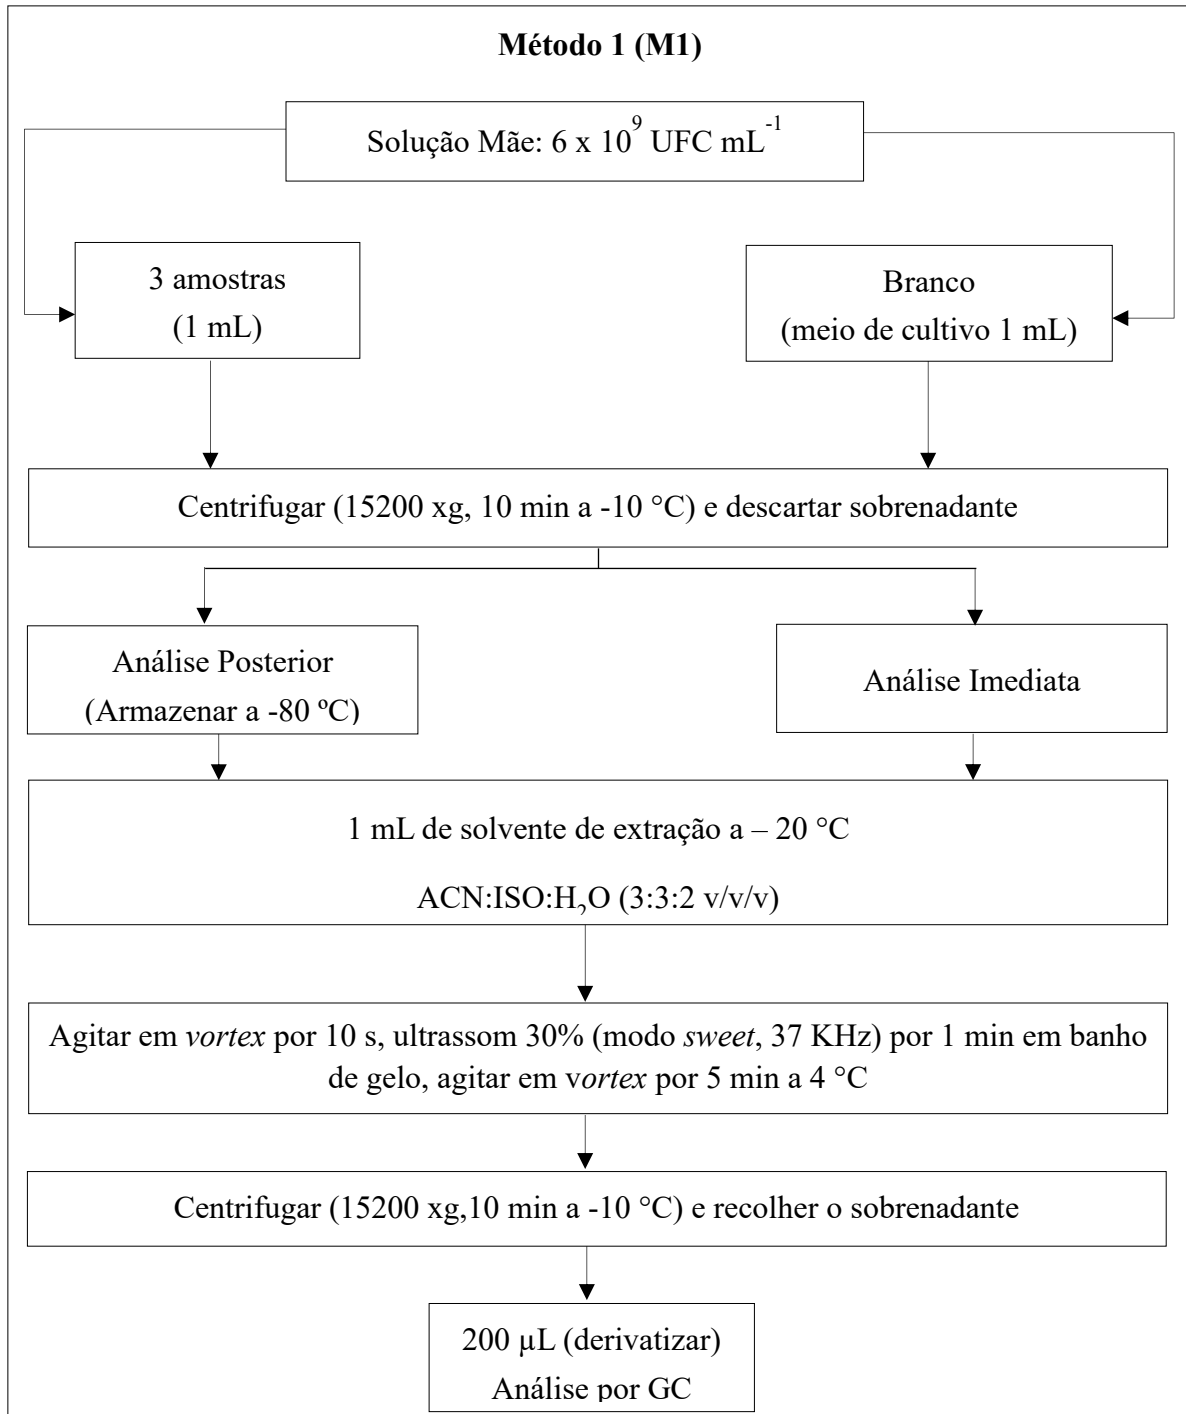 Método 1 (M1)
Solução Mãe: 6 x 10⁹ UFC mL⁻¹
3 amostras
(1 mL)
Branco
(meio de cultivo 1 mL)
Centrifugar (15200 xg, 10 min a -10 °C) e descartar sobrenadante
Análise Posterior
(Armazenar a -80 ºC)
Análise Imediata
1 mL de solvente de extração a – 20 °C
ACN:ISO:H₂O (3:3:2 v/v/v)
Agitar em vortex por 10 s, ultrassom 30% (modo sweet, 37 KHz) por 1 min em banho
de gelo, agitar em vortex por 5 min a 4 °C
Centrifugar (15200 xg,10 min a -10 °C) e recolher o sobrenadante
200 µL (derivatizar)
Análise por GC